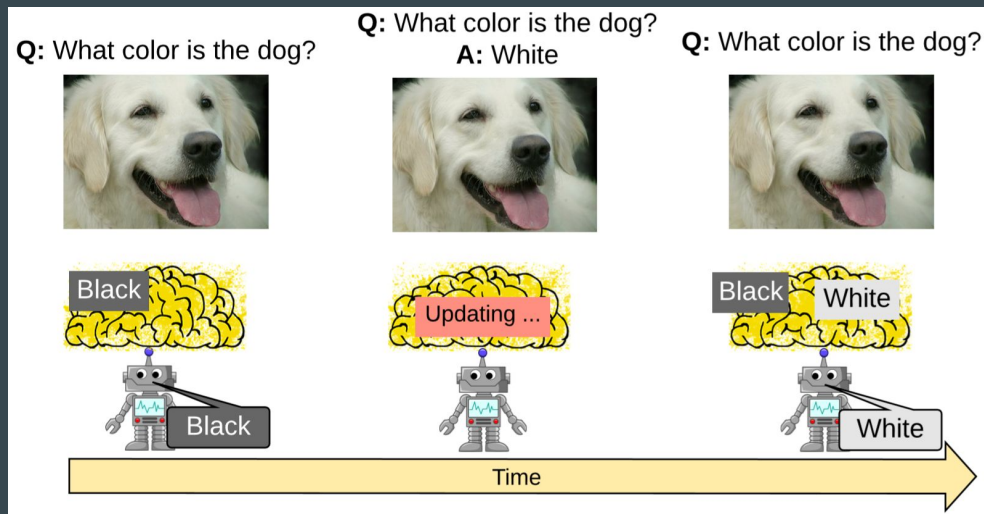 Q: What color is the dog?
Q: What color is the dog?
A: White
Q: What color is the dog?
Black
Black
Updating ...
Black
White
White
Time